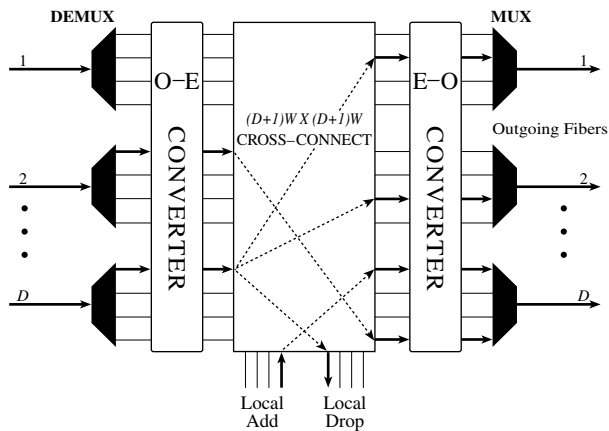 DEMUX
MUX
1
1
O–E
E–O
(D+1)W X (D+1)W
CROSS–CONNECT
CONVERTER
CONVERTER
Outgoing Fibers
2
2
D
D
Local
Add
Local
Drop